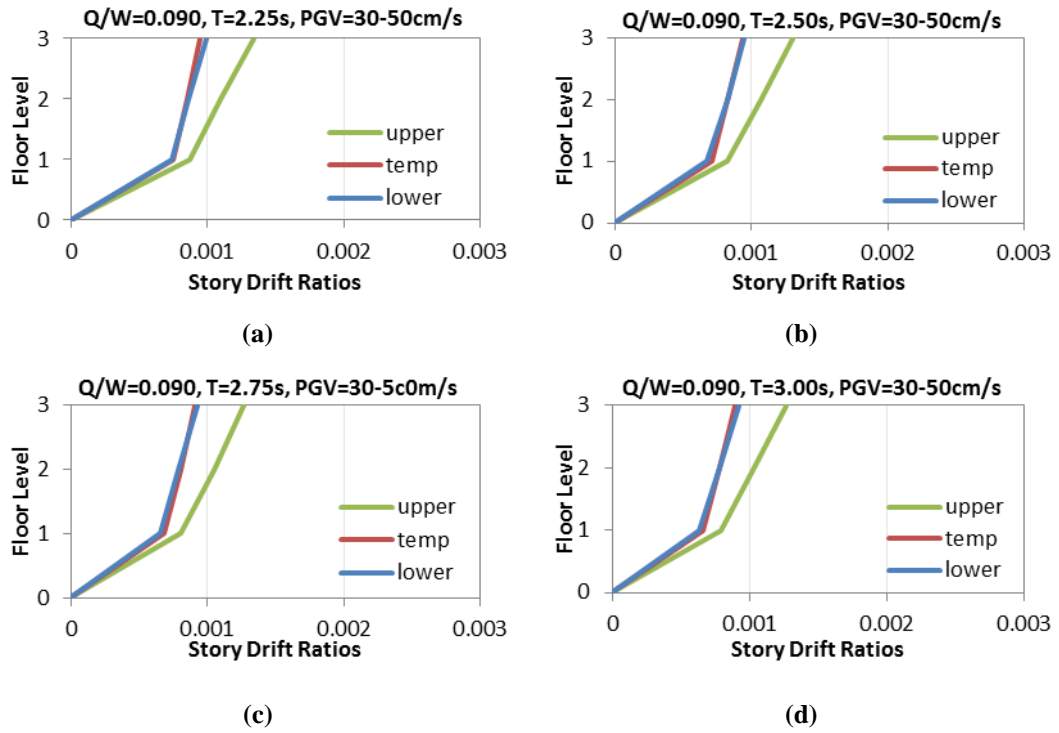 Q/W=0.090, T=2.25s, PGV=30-50cm/s
3
2
1
0
Floor Level
upper
temp
lower
0 0.001 0.002 0.003
Story Drift Ratios
(a)
Q/W=0.090, T=2.50s, PGV=30-50cm/s
3
2
1
0
Floor Level
upper
temp
lower
0 0.001 0.002 0.003
Story Drift Ratios
(b)
Q/W=0.090, T=2.75s, PGV=30-5c0m/s
3
2
1
0
Floor Level
upper
temp
lower
0 0.001 0.002 0.003
Story Drift Ratios
(c)
Q/W=0.090, T=3.00s, PGV=30-50cm/s
3
2
1
0
Floor Level
upper
temp
lower
0 0.001 0.002 0.003
Story Drift Ratios
(d)